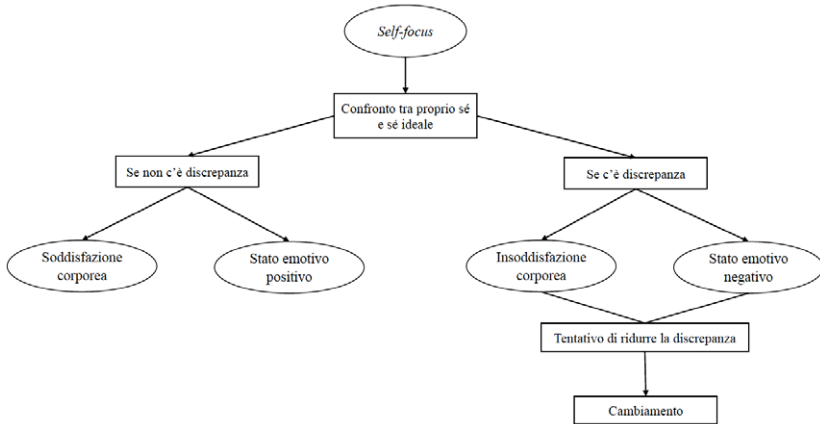 Self-focus
Confronto tra proprio sé
e sé ideale
Se non c'è discrepanza
Se c'è discrepanza
Soddisfazione
corporea
Stato emotivo
positivo
Insoddisfazione
corporea
Stato emotivo
negativo
Tentativo di ridurre la discrepanza
Cambiamento